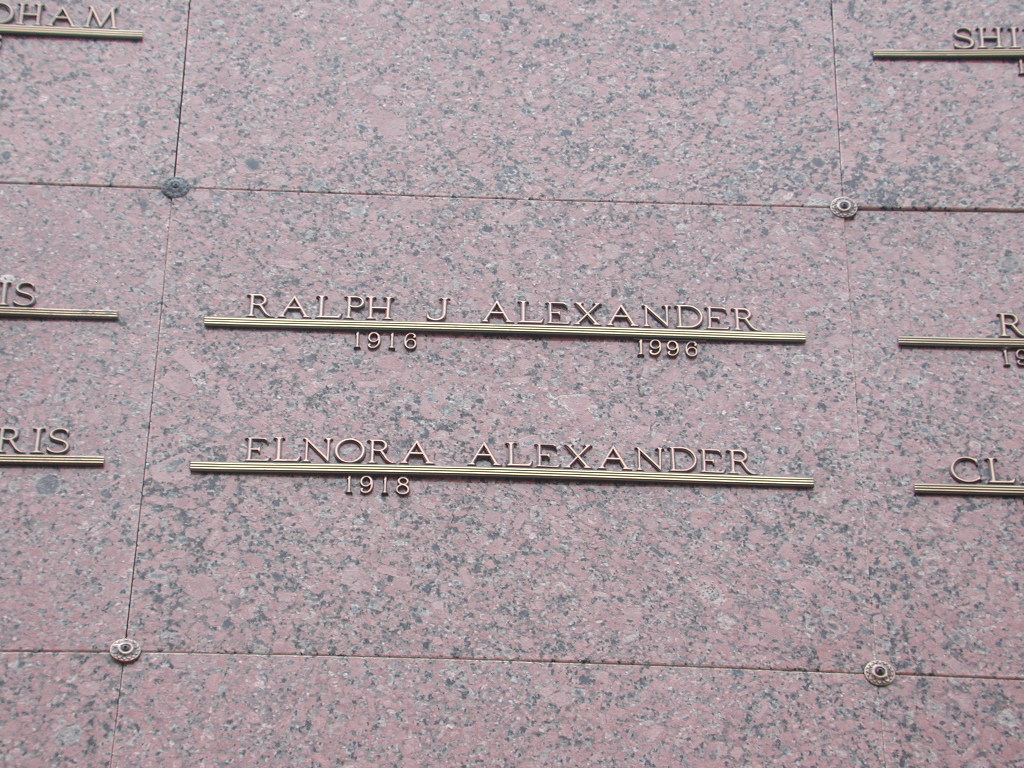 RALPH J ALEXANDER
1916 1996
ELNORA ALEXANDER
1918